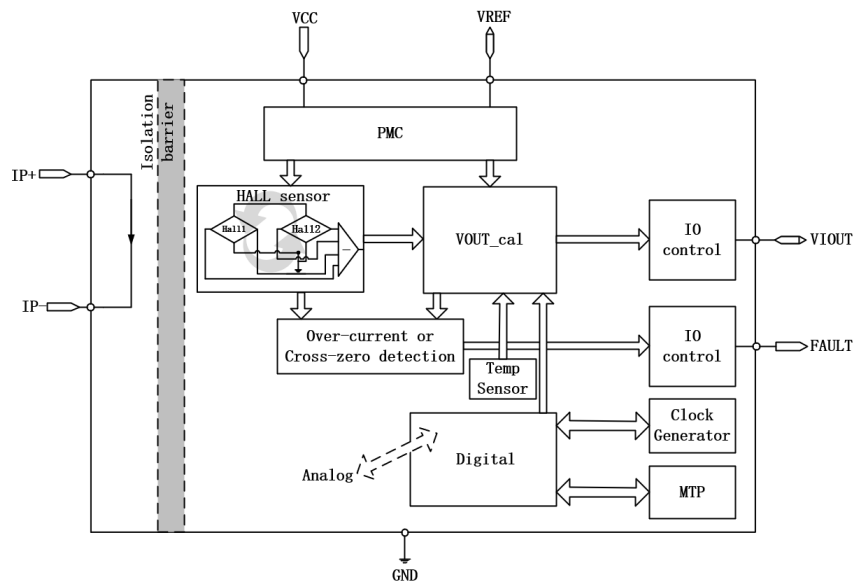 VCC
VREF
Isolation
barrier
PMC
IP+
HALL sensor
Hall1
Hall2
VOUT_cal
IO
control
VIOUT
IP-
Over-current or
Cross-zero detection
IO
control
FAULT
Temp
Sensor
Clock
Generator
Digital
Analog
MTP
GND